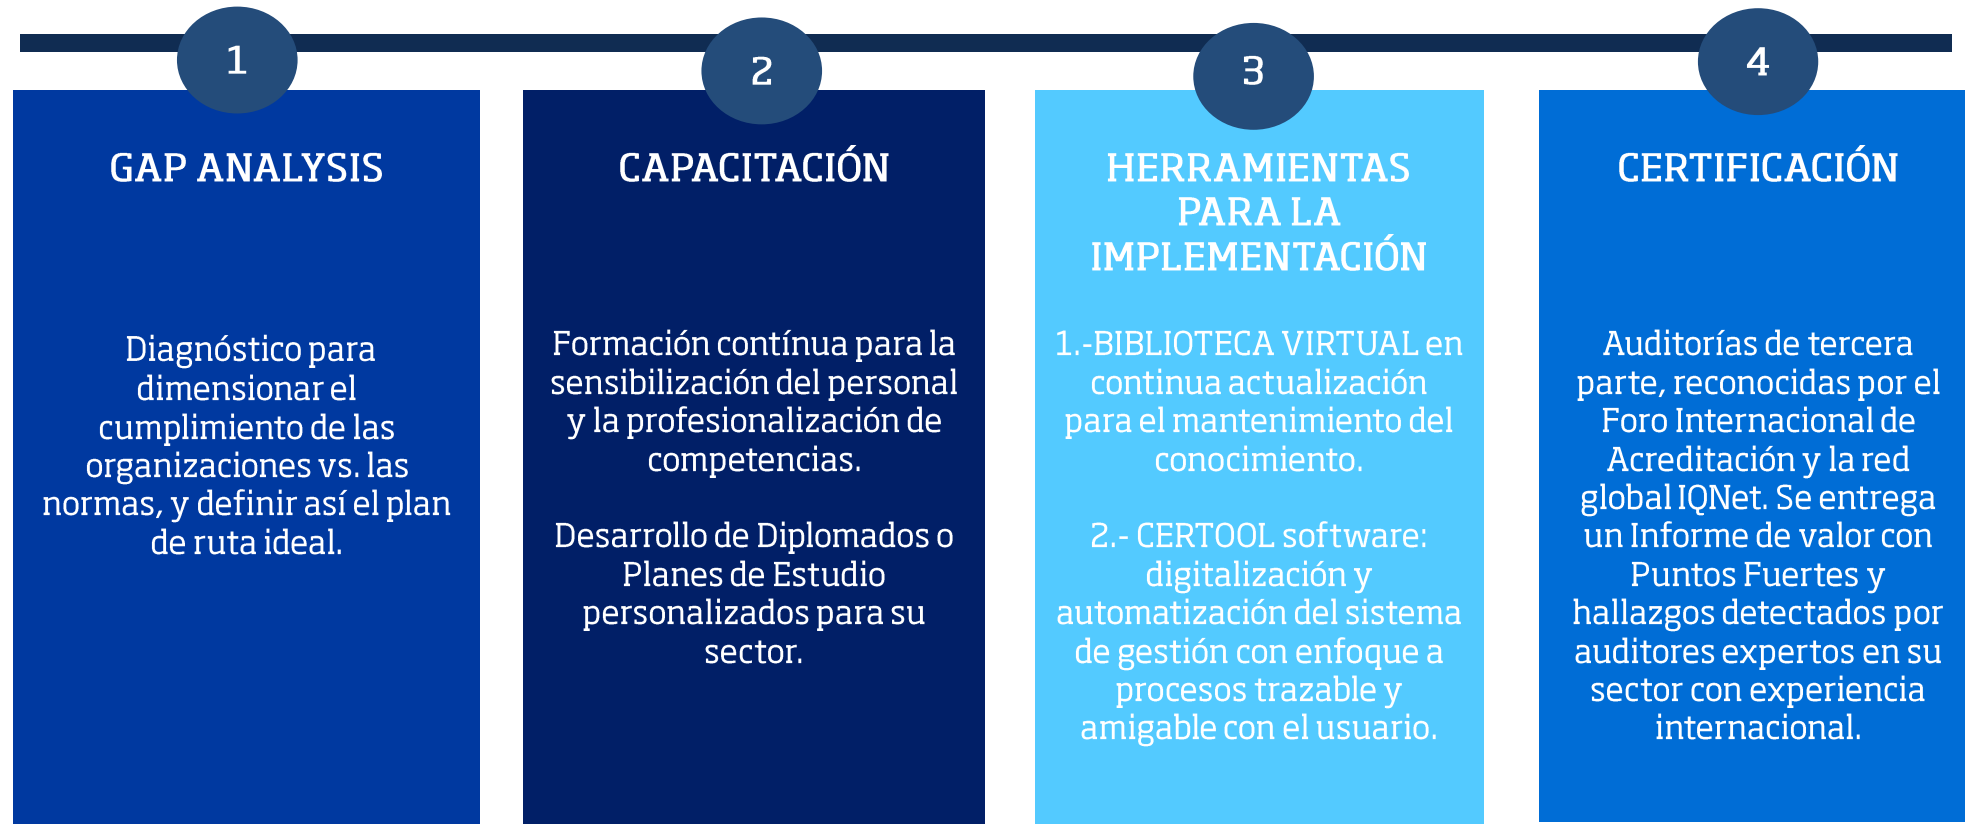 1
GAP ANALYSIS
Diagnóstico para
dimensionar el
cumplimiento de las
organizaciones vs. las
normas, y definir así el plan
de ruta ideal.
2
CAPACITACIÓN
Formación contínua para la
sensibilización del personal
y la profesionalización de
competencias.
Desarrollo de Diplomados o
Planes de Estudio
personalizados para su
sector.
3
HERRAMIENTAS
PARA LA
IMPLEMENTACIÓN
1.-BIBLIOTECA VIRTUAL en
continua actualización
para el mantenimiento del
conocimiento.
2.- CERTOOL software:
digitalización y
automatización del sistema
de gestión con enfoque a
procesos trazable y
amigable con el usuario.
4
CERTIFICACIÓN
Auditorías de tercera
parte, reconocidas por el
Foro Internacional de
Acreditación y la red
global IQNet. Se entrega
un Informe de valor con
Puntos Fuertes y
hallazgos detectados por
auditores expertos en su
sector con experiencia
internacional.